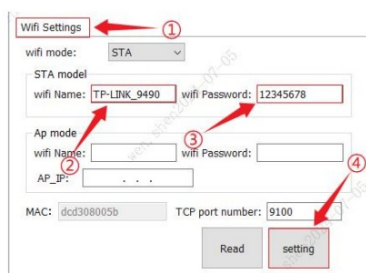 Wifi Settings
①
wifi mode: STA
STA model
wifi Name: TP-LINK_9490 wifi Password: 12345678
② ③
Ap mode
wifi Name: wifi Password:
④
AP_IP: . . .
MAC: dcd308005b TCP port number: 9100
Read setting